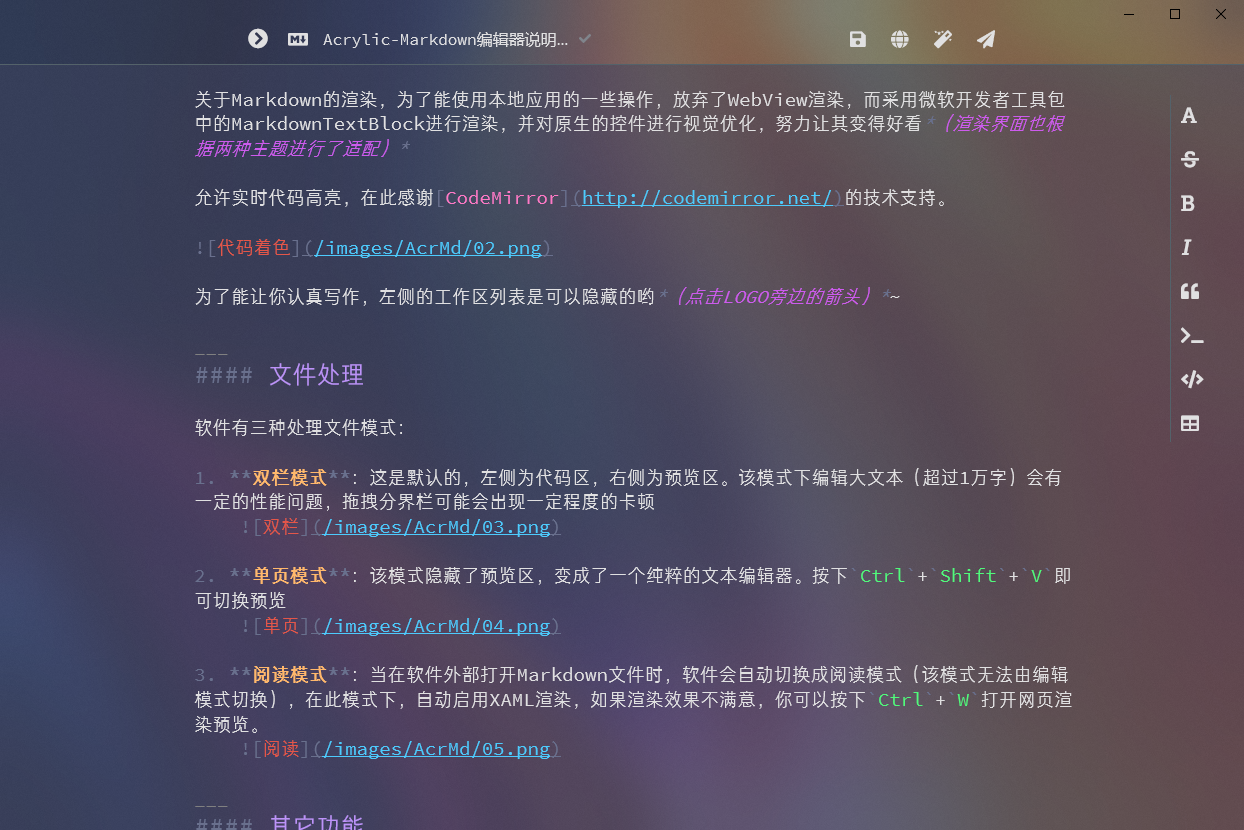 Acrylic-Markdown编辑器说明...
关于Markdown的渲染，为了能使用本地应用的一些操作，放弃了WebView渲染，而采用微软开发者工具包
中的MarkdownTextBlock进行渲染，并对原生的控件进行视觉优化，努力让其变得好看*（渲染界面也根
据两种主题进行了适配）*
允许实时代码高亮，在此感谢[CodeMirror](http://codemirror.net/)的技术支持。
![代码着色](/images/AcrMd/02.png)
为了能让你认真写作，左侧的工作区列表是可以隐藏的哟*（点击LOGO旁边的箭头）*~
___
#### 文件处理
软件有三种处理文件模式：
1. **双栏模式**：这是默认的，左侧为代码区，右侧为预览区。该模式下编辑大文本（超过1万字）会有
一定的性能问题，拖拽分界栏可能会出现一定程度的卡顿
![双栏](/images/AcrMd/03.png)
2. **单页模式**：该模式隐藏了预览区，变成了一个纯粹的文本编辑器。按下`Ctrl`+`Shift`+`V`即
可切换预览
![单页](/images/AcrMd/04.png)
3. **阅读模式**：当在软件外部打开Markdown文件时，软件会自动切换成阅读模式（该模式无法由编辑
模式切换），在此模式下，自动启用XAML渲染，如果渲染效果不满意，你可以按下`Ctrl`+`W`打开网页渲
染预览。
![阅读](/images/AcrMd/05.png)
___
#### 其它功能